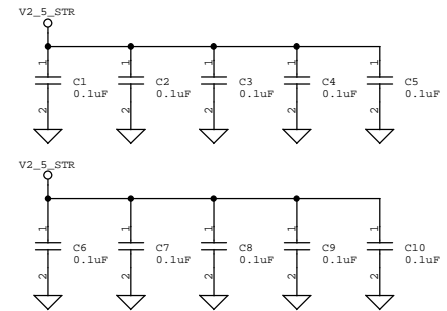 V2_5_STR
1 1 1 1 1
C1 C2 C3 C4 C5
0.1uF 0.1uF 0.1uF 0.1uF 0.1uF
2 2 2 2 2
V2_5_STR
1 1 1 1 1
C6 C7 C8 C9 C10
0.1uF 0.1uF 0.1uF 0.1uF 0.1uF
2 2 2 2 2